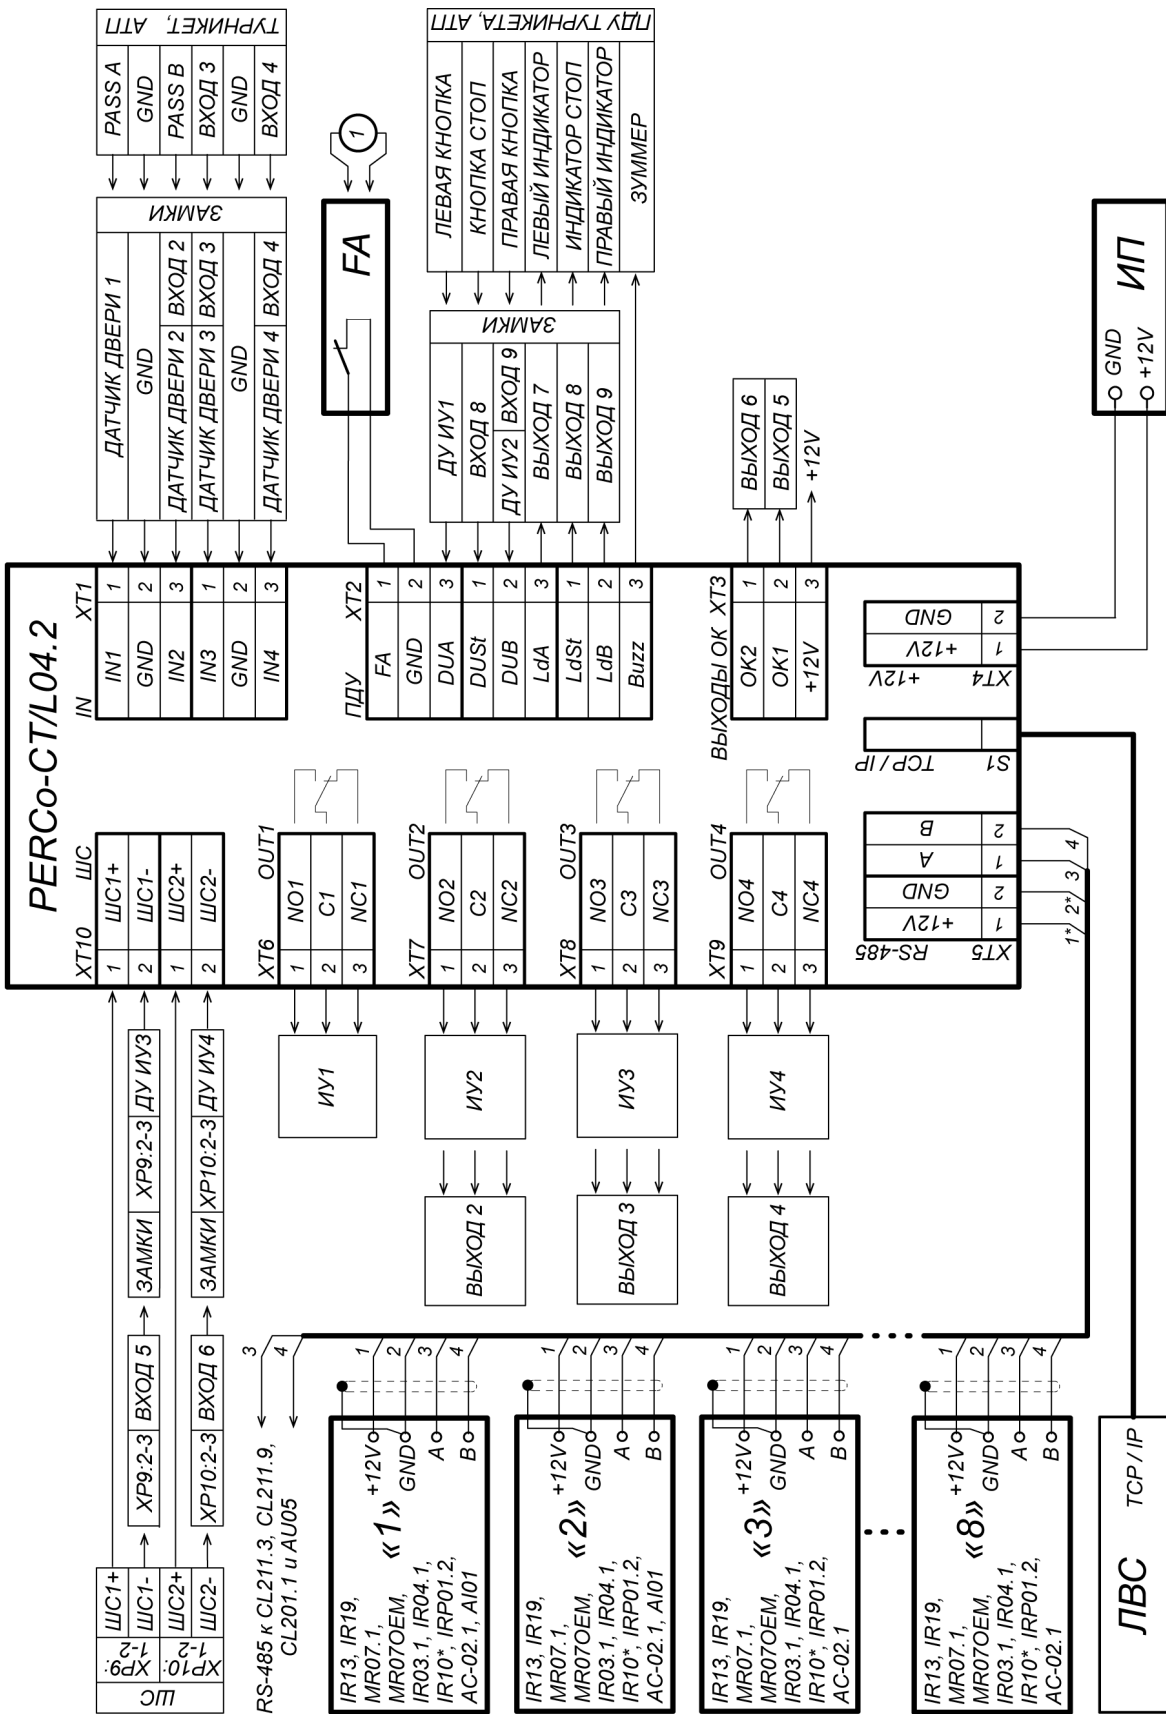 PERCo-CT/L04.2
ТУРНИКЕТ, АТП
PASS A
GND
PASS B
ВХОД 3
GND
ВХОД 4
ЗАМКИ
ДАТЧИК ДВЕРИ 1
GND
ДАТЧИК ДВЕРИ 2 ВХОД 2
ДАТЧИК ДВЕРИ 3 ВХОД 3
GND
ДАТЧИК ДВЕРИ 4 ВХОД 4
IN XT1
IN1 1
GND 2
IN2 3
IN3 1
GND 2
IN4 3
1
FA
ПДУ ТУРНИКЕТА, АТП
ЛЕВАЯ КНОПКА
КНОПКА СТОП
ПРАВАЯ КНОПКА
ЛЕВЫЙ ИНДИКАТОР
ИНДИКАТОР СТОП
ПРАВЫЙ ИНДИКАТОР
ЗУММЕР
ЗАМКИ
ДУ ИУ1
ВХОД 8
ДУ ИУ2 ВХОД 9
ВЫХОД 7
ВЫХОД 8
ВЫХОД 9
ПДУ XT2
FA 1
GND 2
DUA 3
DUSt 1
DUB 2
LdA 3
LdSt 1
LdB 2
Buzz 3
ВЫХОДЫ ОК XT3
OK2 1
OK1 2
+12V 3
ВЫХОД 6
ВЫХОД 5
+12V
ИП
GND
+12V
XT4 +12V
1 +12V
2 GND
S1 TCP / IP
XT5 RS-485
1 +12V
2 GND
1 A
2 B
1*
2*
3
4
XT10 ШС
1 ШС1+
2 ШС1-
1 ШС2+
2 ШС2-
XT6 OUT1
1 NO1
2 C1
3 NC1
XT7 OUT2
1 NO2
2 C2
3 NC2
XT8 OUT3
1 NO3
2 C3
3 NC3
XT9 OUT4
1 NO4
2 C4
3 NC4
ИУ1
ИУ2
ИУ3
ИУ4
ВЫХОД 2
ВЫХОД 3
ВЫХОД 4
ШС
XP9: 1-2
XP10: 1-2
ШС1+
ШС1-
ШС2+
ШС2-
XP9:2-3 ВХОД 5
XP10:2-3 ВХОД 6
ЗАМКИ XP9:2-3 ДУ ИУ3
ЗАМКИ XP10:2-3 ДУ ИУ4
RS-485 к CL211.3, CL211.9,
CL201.1 и AU05
3
4
IR13, IR19,
MR07.1,
MR07OEM,
IR03.1, IR04.1,
IR10*, IRP01.2,
AC-02.1, AI01
«1»
+12V
GND
A
B
1
2
3
4
IR13, IR19,
MR07.1,
MR07OEM,
IR03.1, IR04.1,
IR10*, IRP01.2,
AC-02.1, AI01
«2»
+12V
GND
A
B
1
2
3
4
IR13, IR19,
MR07.1,
MR07OEM,
IR03.1, IR04.1,
IR10*, IRP01.2,
AC-02.1
«3»
+12V
GND
A
B
1
2
3
4
IR13, IR19,
MR07.1,
MR07OEM,
IR03.1, IR04.1,
IR10*, IRP01.2,
AC-02.1
«8»
+12V
GND
A
B
1
2
3
4
ЛВС TCP / IP